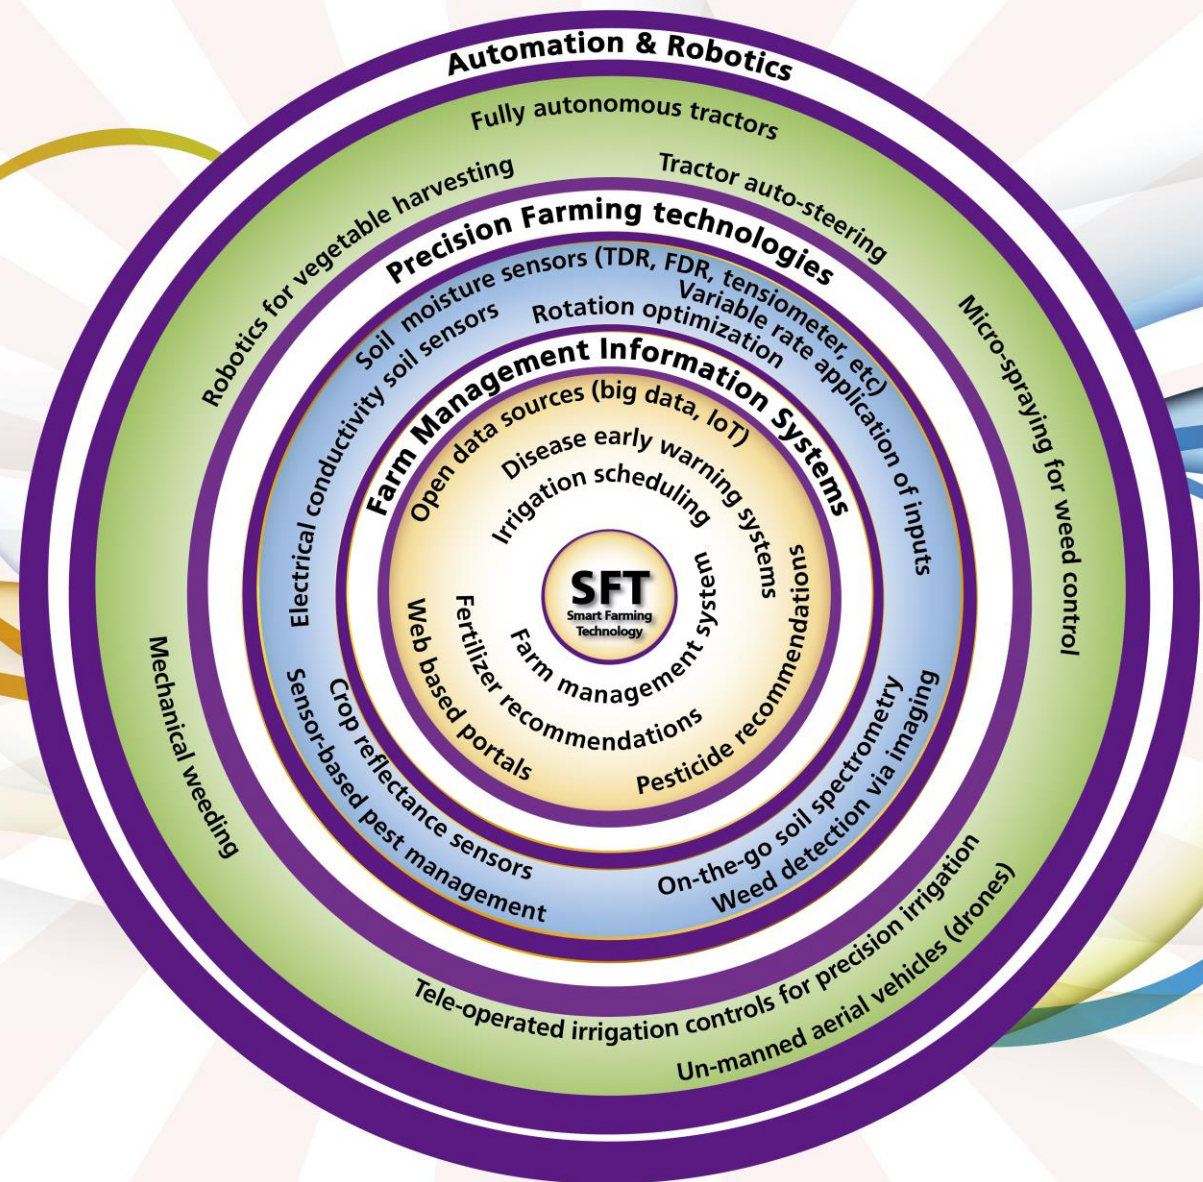 Automation & Robotics
Fully autonomous tractors
Robotics for vegetable harvesting
Tractor auto-steering
Micro-spraying for weed control
Mechanical weeding
Tele-operated irrigation controls for precision irrigation
Un-manned aerial vehicles (drones)
Precision Farming technologies
Soil moisture sensors (TDR, FDR, tensiometer, etc)
Electrical conductivity soil sensors
Rotation optimization
Variable rate application of inputs
Crop reflectance sensors
Sensor-based pest management
On-the-go soil spectrometry
Weed detection via imaging
Farm Management Information Systems
Open data sources (big data, IoT)
Disease early warning systems
Irrigation scheduling
Web based portals
Fertilizer recommendations
Farm management system
Pesticide recommendations
SFT
Smart Farming
Technology